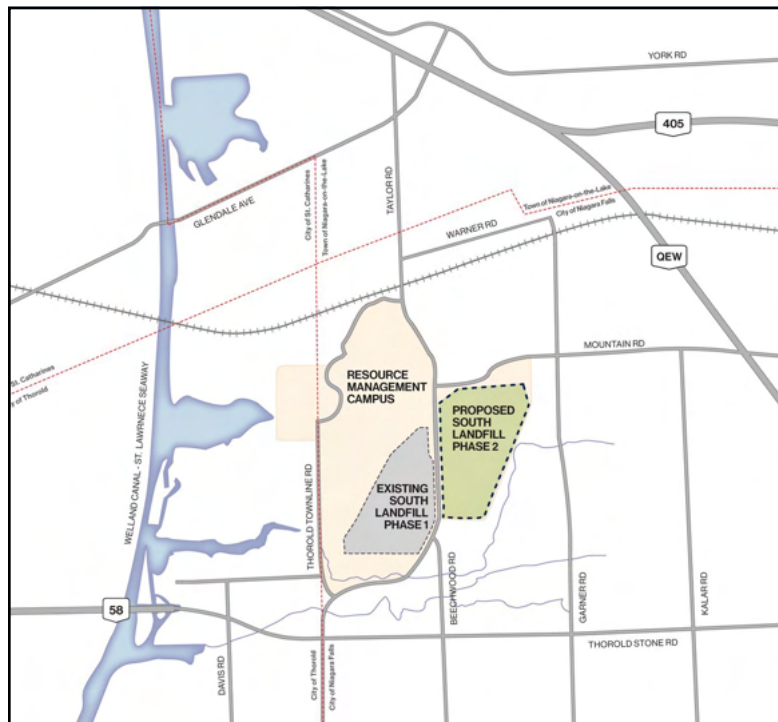 YORK RD
405
TAYLOR RD
City of St. Catharines
Town of Niagara-on-the-Lake
GLENDALE AVE
Town of Niagara-on-the-Lake
City of Niagara Falls
WARNER RD
QEW
MOUNTAIN RD
St. Catharines
y of Thorold
WELLAND CANAL - ST. LAWRNECE SEAWAY
RESOURCE
MANAGEMENT
CAMPUS
PROPOSED
SOUTH
LANDFILL
PHASE 2
EXISTING
SOUTH
LANDFILL
PHASE 1
THOROLD TOWNLINE RD
BEECHWOOD RD
GARNER RD
KALAR RD
58
DAVIS RD
City of Thorold
City of Niagara Falls
THOROLD STONE RD